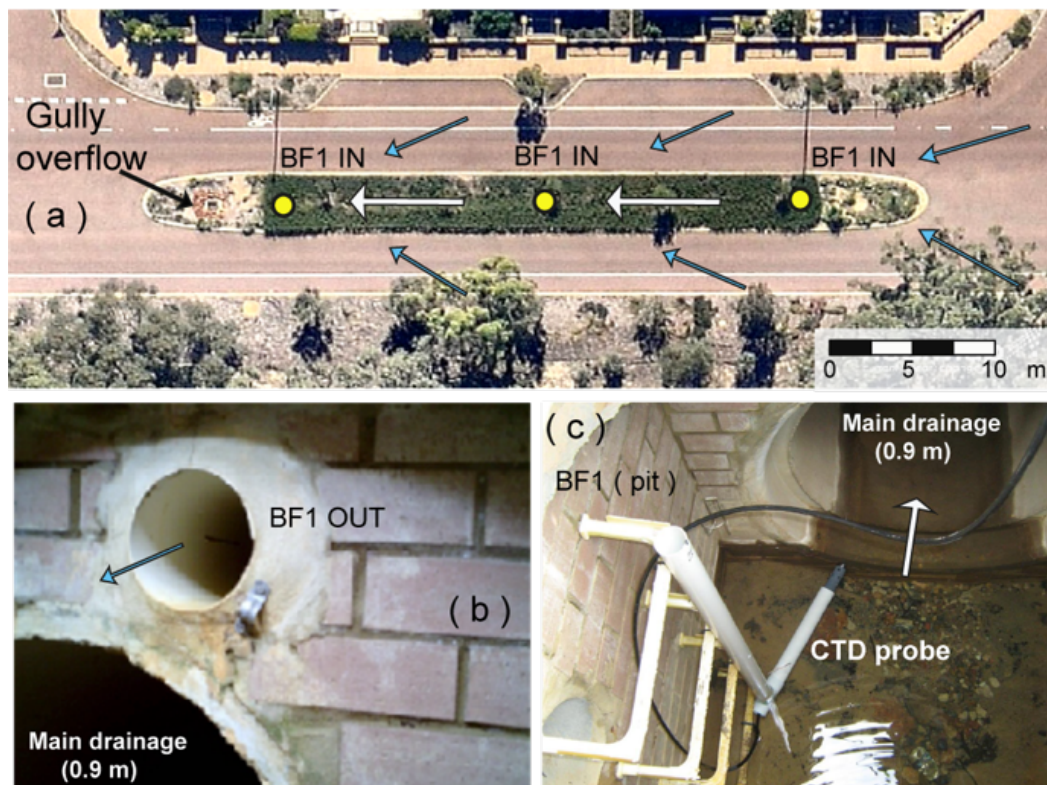 Gully
overflow
( a )
BF1 IN
BF1 IN
BF1 IN
0 5 10 m
BF1 OUT
( b )
Main drainage
(0.9 m)
( c )
BF1 ( pit )
Main drainage
(0.9 m)
CTD probe